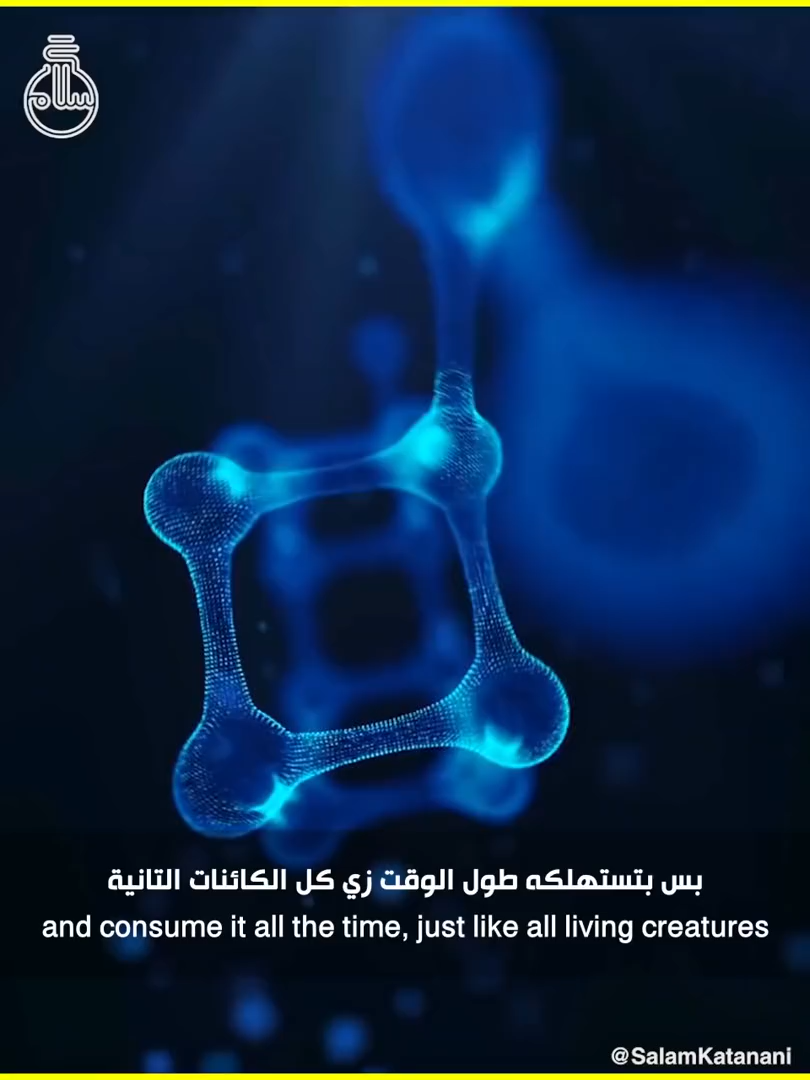 سلام
بس بتستهلكه طول الوقت زي كل الكائنات التانية
and consume it all the time, just like all living creatures
@SalamKatanani